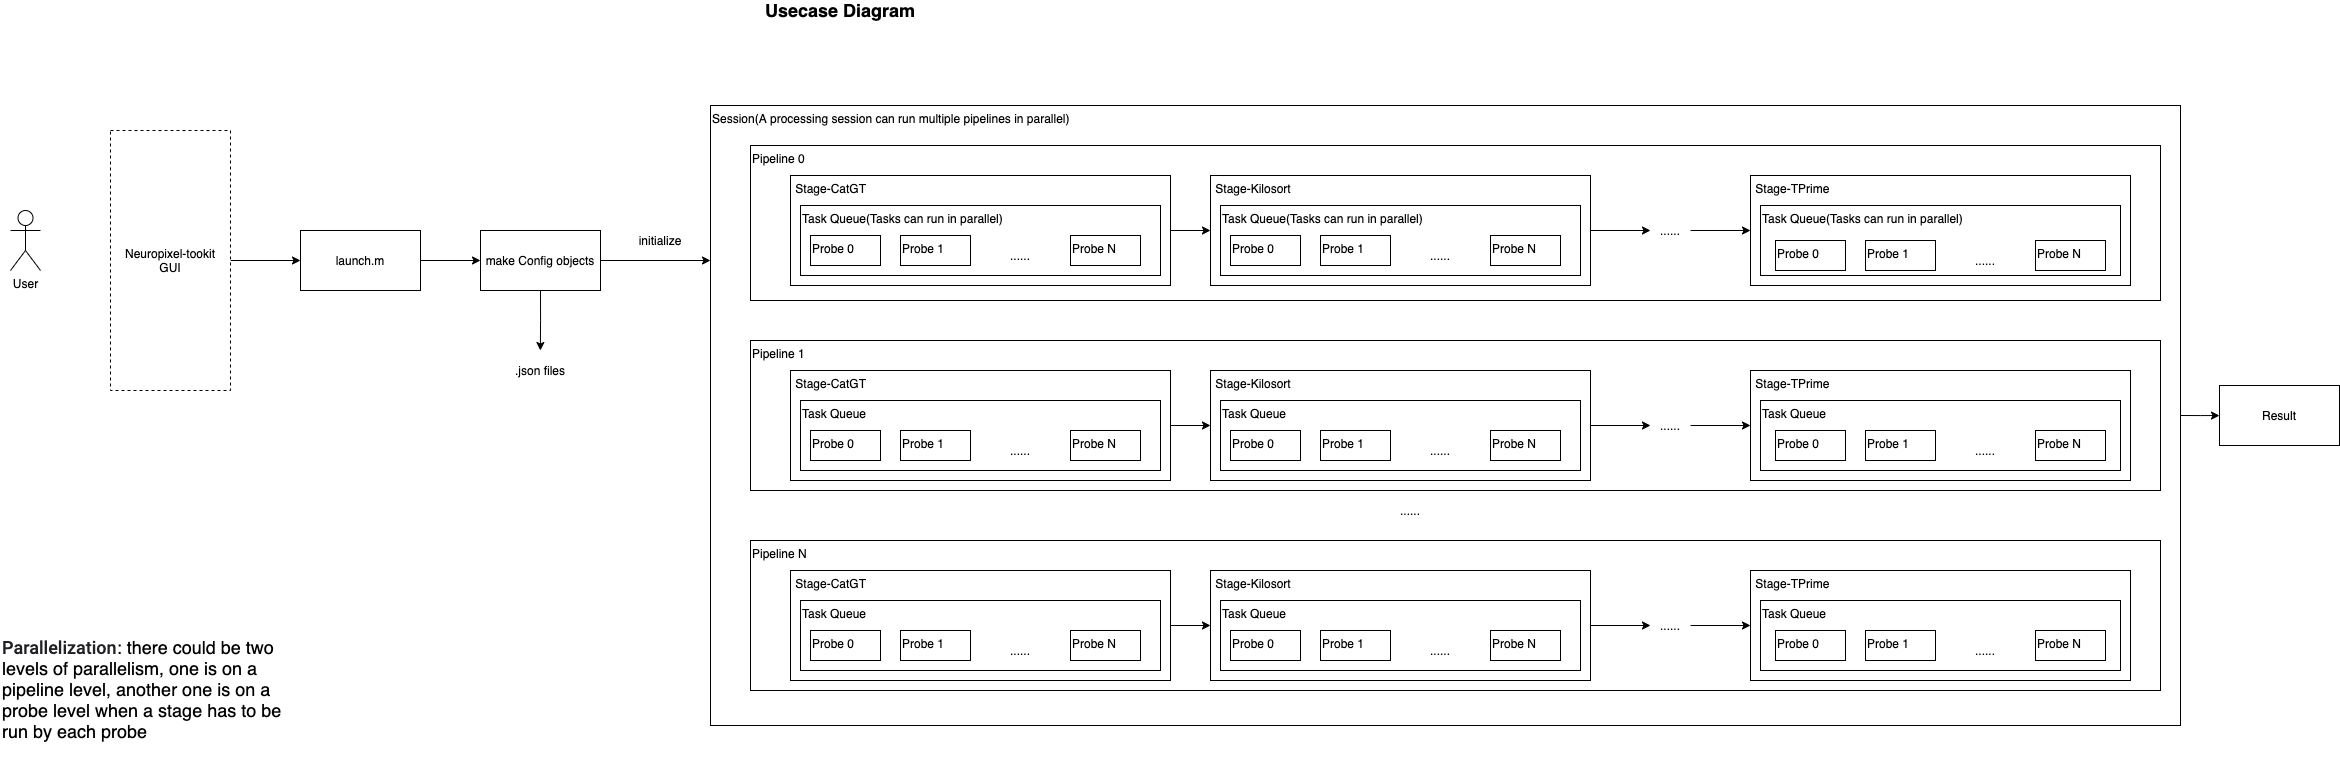 Usecase Diagram
User
Neuropixel-tookit
GUI
launch.m
make Config objects
.json files
initialize
Session(A processing session can run multiple pipelines in parallel)
Pipeline 0
Stage-CatGT
Task Queue(Tasks can run in parallel)
Probe 0
Probe 1
......
Probe N
Stage-Kilosort
Task Queue(Tasks can run in parallel)
Probe 0
Probe 1
......
Probe N
......
Stage-TPrime
Task Queue(Tasks can run in parallel)
Probe 0
Probe 1
......
Probe N
Pipeline 1
Stage-CatGT
Task Queue
Probe 0
Probe 1
......
Probe N
Stage-Kilosort
Task Queue
Probe 0
Probe 1
......
Probe N
......
Stage-TPrime
Task Queue
Probe 0
Probe 1
......
Probe N
......
Pipeline N
Stage-CatGT
Task Queue
Probe 0
Probe 1
......
Probe N
Stage-Kilosort
Task Queue
Probe 0
Probe 1
......
Probe N
......
Stage-TPrime
Task Queue
Probe 0
Probe 1
......
Probe N
Result
Parallelization: there could be two
levels of parallelism, one is on a
pipeline level, another one is on a
probe level when a stage has to be
run by each probe